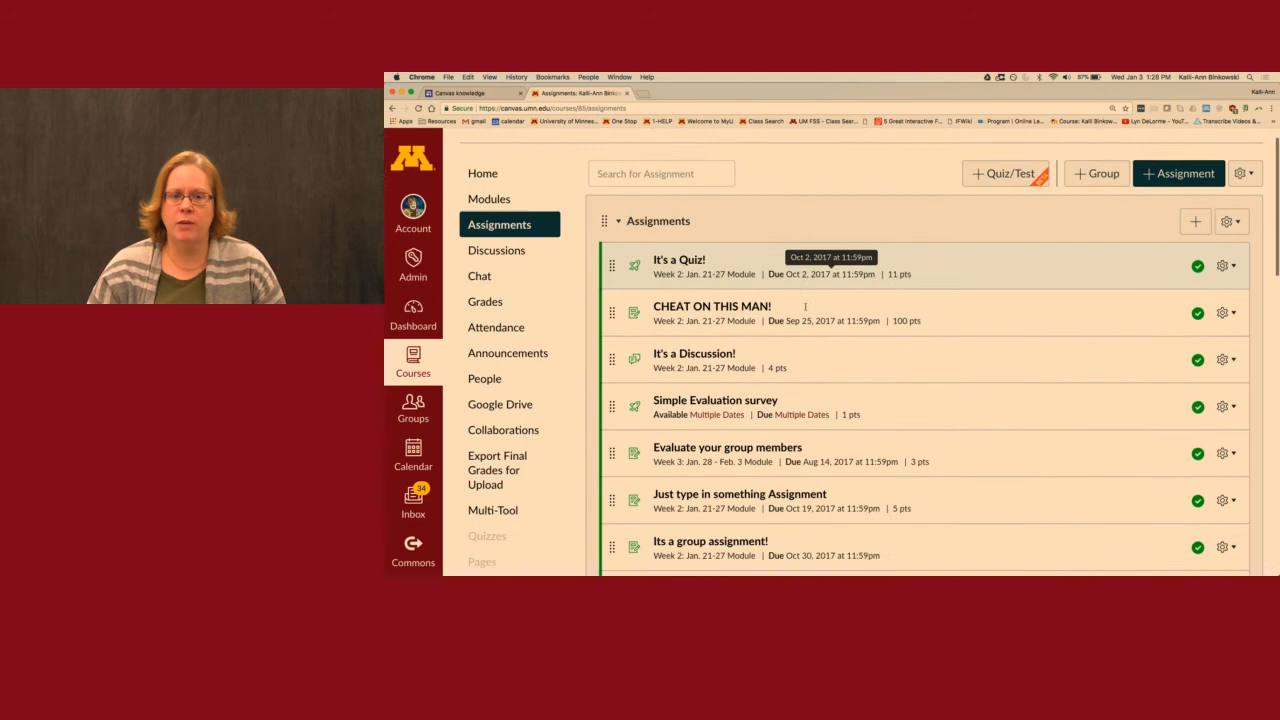 Chrome File Edit View History Bookmarks People Window Help
87% Wed Jan 3 1:28 PM Kalli-Ann Binkowski
Canvas knowledge
Assignments: Kalli-Ann Binko
Kalli-Ann
Secure https://canvas.umn.edu/courses/85/assignments
Apps Resources gmail calendar University of Minnes... One Stop 1-HELP Welcome to MyU Class Search UM FSS - Class Sear... 5 Great Interactive F... IFWiki Program | Online Le... Course: Kalli Binkow... Lyn DeLorme - YouT... Transcribe Videos &...
M
Account
Admin
Dashboard
Courses
Groups
Calendar
34
Inbox
Commons
Home
Modules
Assignments
Discussions
Chat
Grades
Attendance
Announcements
People
Google Drive
Collaborations
Export Final
Grades for
Upload
Multi-Tool
Quizzes
Pages
Search for Assignment
+ Quiz/Test
+ Group
+ Assignment
Assignments
It's a Quiz!
Oct 2, 2017 at 11:59pm
Week 2: Jan. 21-27 Module | Due Oct 2, 2017 at 11:59pm | 11 pts
CHEAT ON THIS MAN!
Week 2: Jan. 21-27 Module | Due Sep 25, 2017 at 11:59pm | 100 pts
It's a Discussion!
Week 2: Jan. 21-27 Module | 4 pts
Simple Evaluation survey
Available Multiple Dates | Due Multiple Dates | 1 pts
Evaluate your group members
Week 3: Jan. 28 - Feb. 3 Module | Due Aug 14, 2017 at 11:59pm | 3 pts
Just type in something Assignment
Week 2: Jan. 21-27 Module | Due Oct 19, 2017 at 11:59pm | 5 pts
Its a group assignment!
Week 2: Jan. 21-27 Module | Due Oct 30, 2017 at 11:59pm